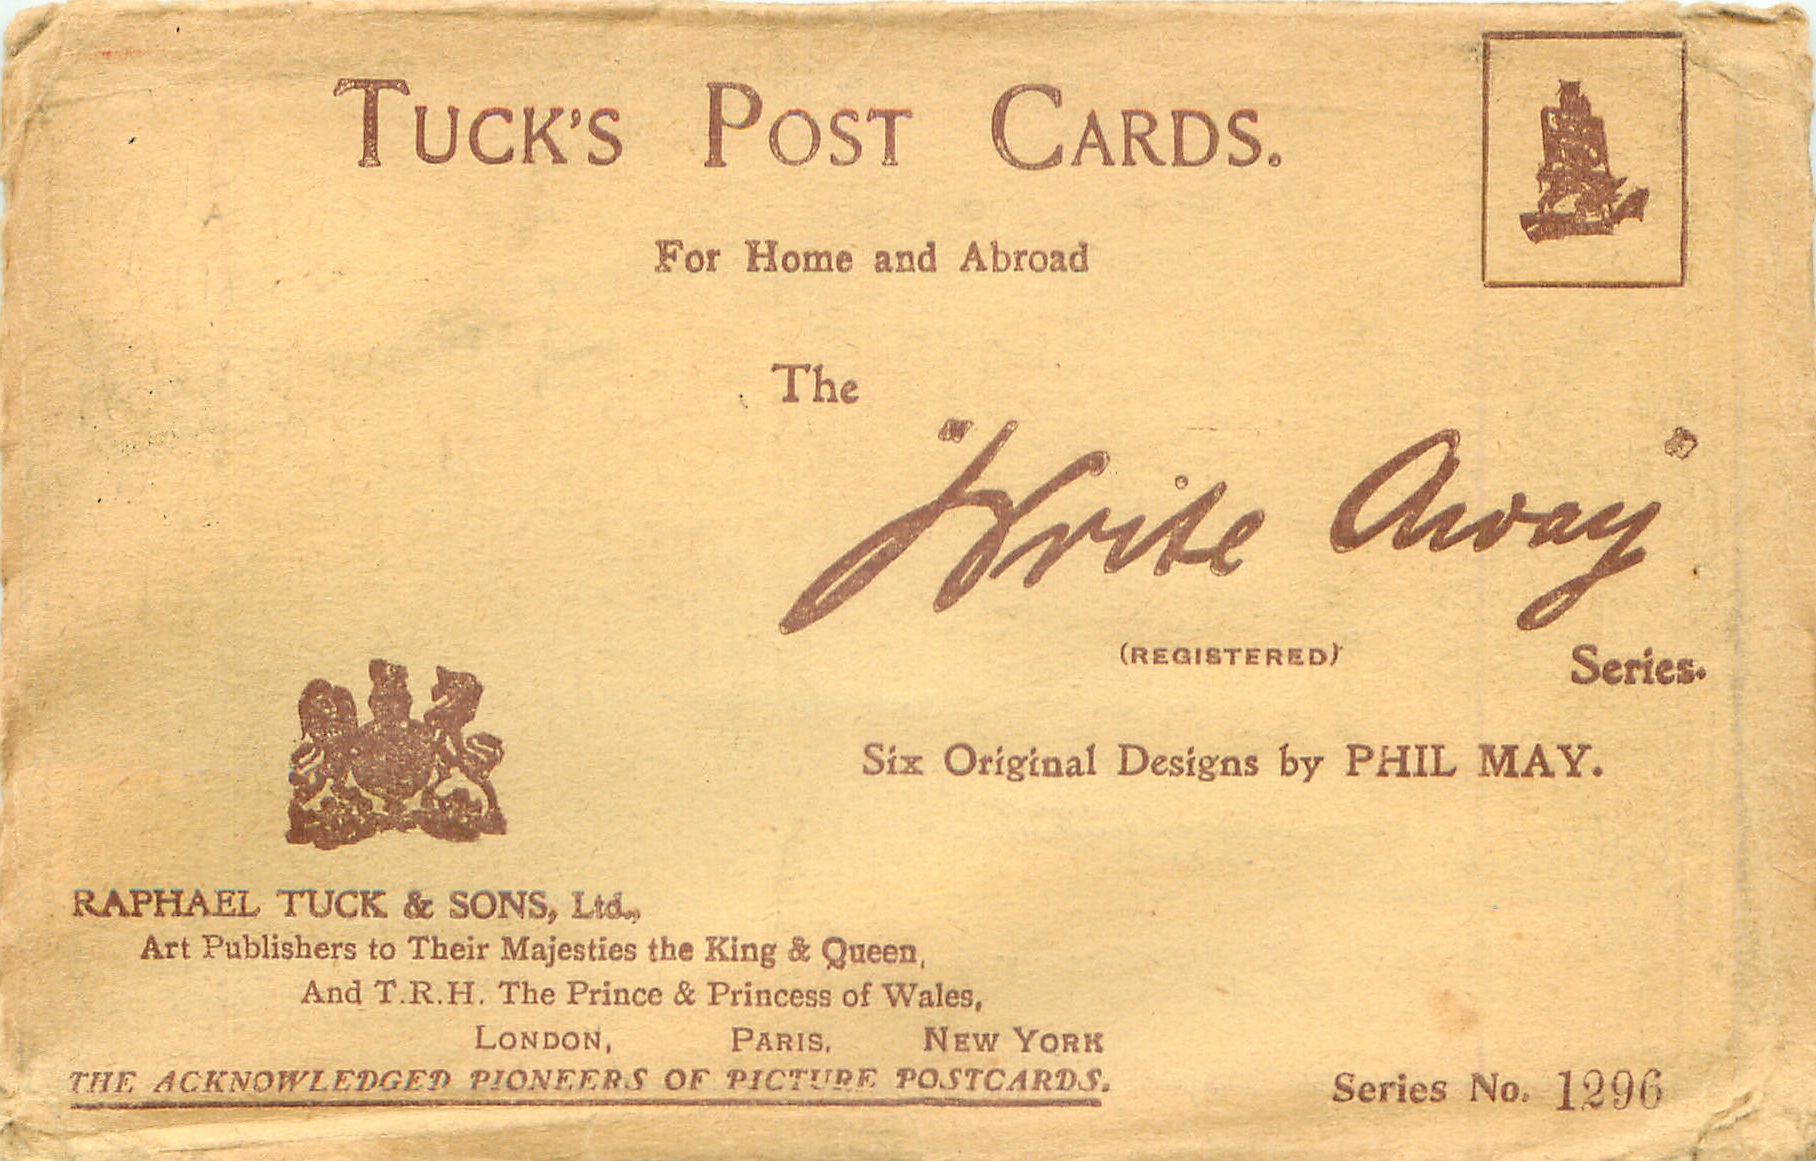 TUCK'S POST CARDS.
For Home and Abroad
The
"Write Away"
(REGISTERED)
Series.
Six Original Designs by PHIL MAY.
RAPHAEL TUCK & SONS, Ltd.,
Art Publishers to Their Majesties the King & Queen,
And T.R.H. The Prince & Princess of Wales,
LONDON, PARIS, NEW YORK
THE ACKNOWLEDGED PIONEERS OF PICTURE POSTCARDS.
Series No. 1296